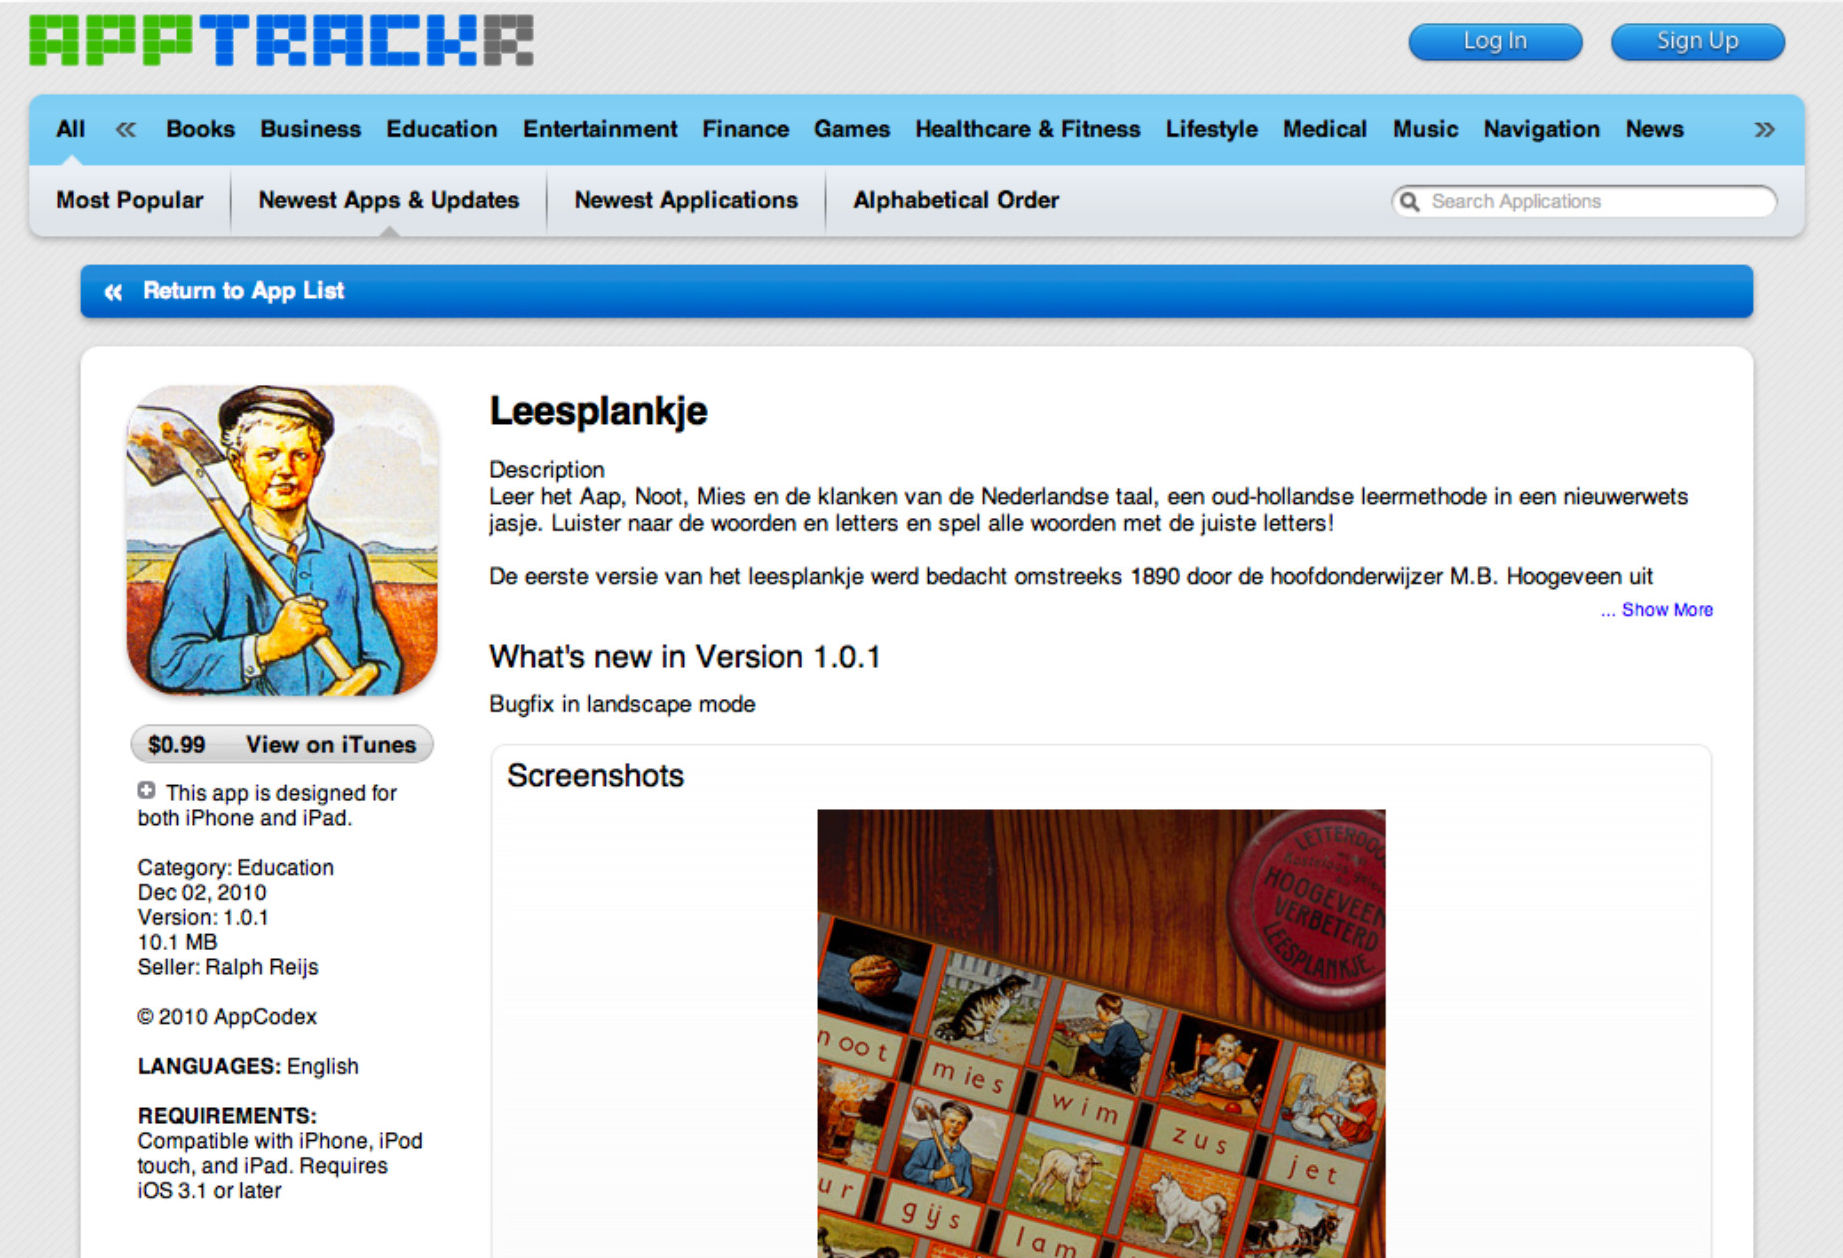 APPTRACKR
Log In
Sign Up
All « Books Business Education Entertainment Finance Games Healthcare & Fitness Lifestyle Medical Music Navigation News »
Most Popular
Newest Apps & Updates
Newest Applications
Alphabetical Order
Search Applications
« Return to App List
Leesplankje
Description
Leer het Aap, Noot, Mies en de klanken van de Nederlandse taal, een oud-hollandse leermethode in een nieuwerwets
jasje. Luister naar de woorden en letters en spel alle woorden met de juiste letters!
De eerste versie van het leesplankje werd bedacht omstreeks 1890 door de hoofdonderwijzer M.B. Hoogeveen uit
... Show More
What's new in Version 1.0.1
Bugfix in landscape mode
$0.99 View on iTunes
This app is designed for
both iPhone and iPad.
Category: Education
Dec 02, 2010
Version: 1.0.1
10.1 MB
Seller: Ralph Reijs
© 2010 AppCodex
LANGUAGES: English
REQUIREMENTS:
Compatible with iPhone, iPod
touch, and iPad. Requires
iOS 3.1 or later
Screenshots
HOOGEVEEN
VERBETERD
LEESPLANKJE
noot
mies
wim
zus
jet
ur
gijs
lam